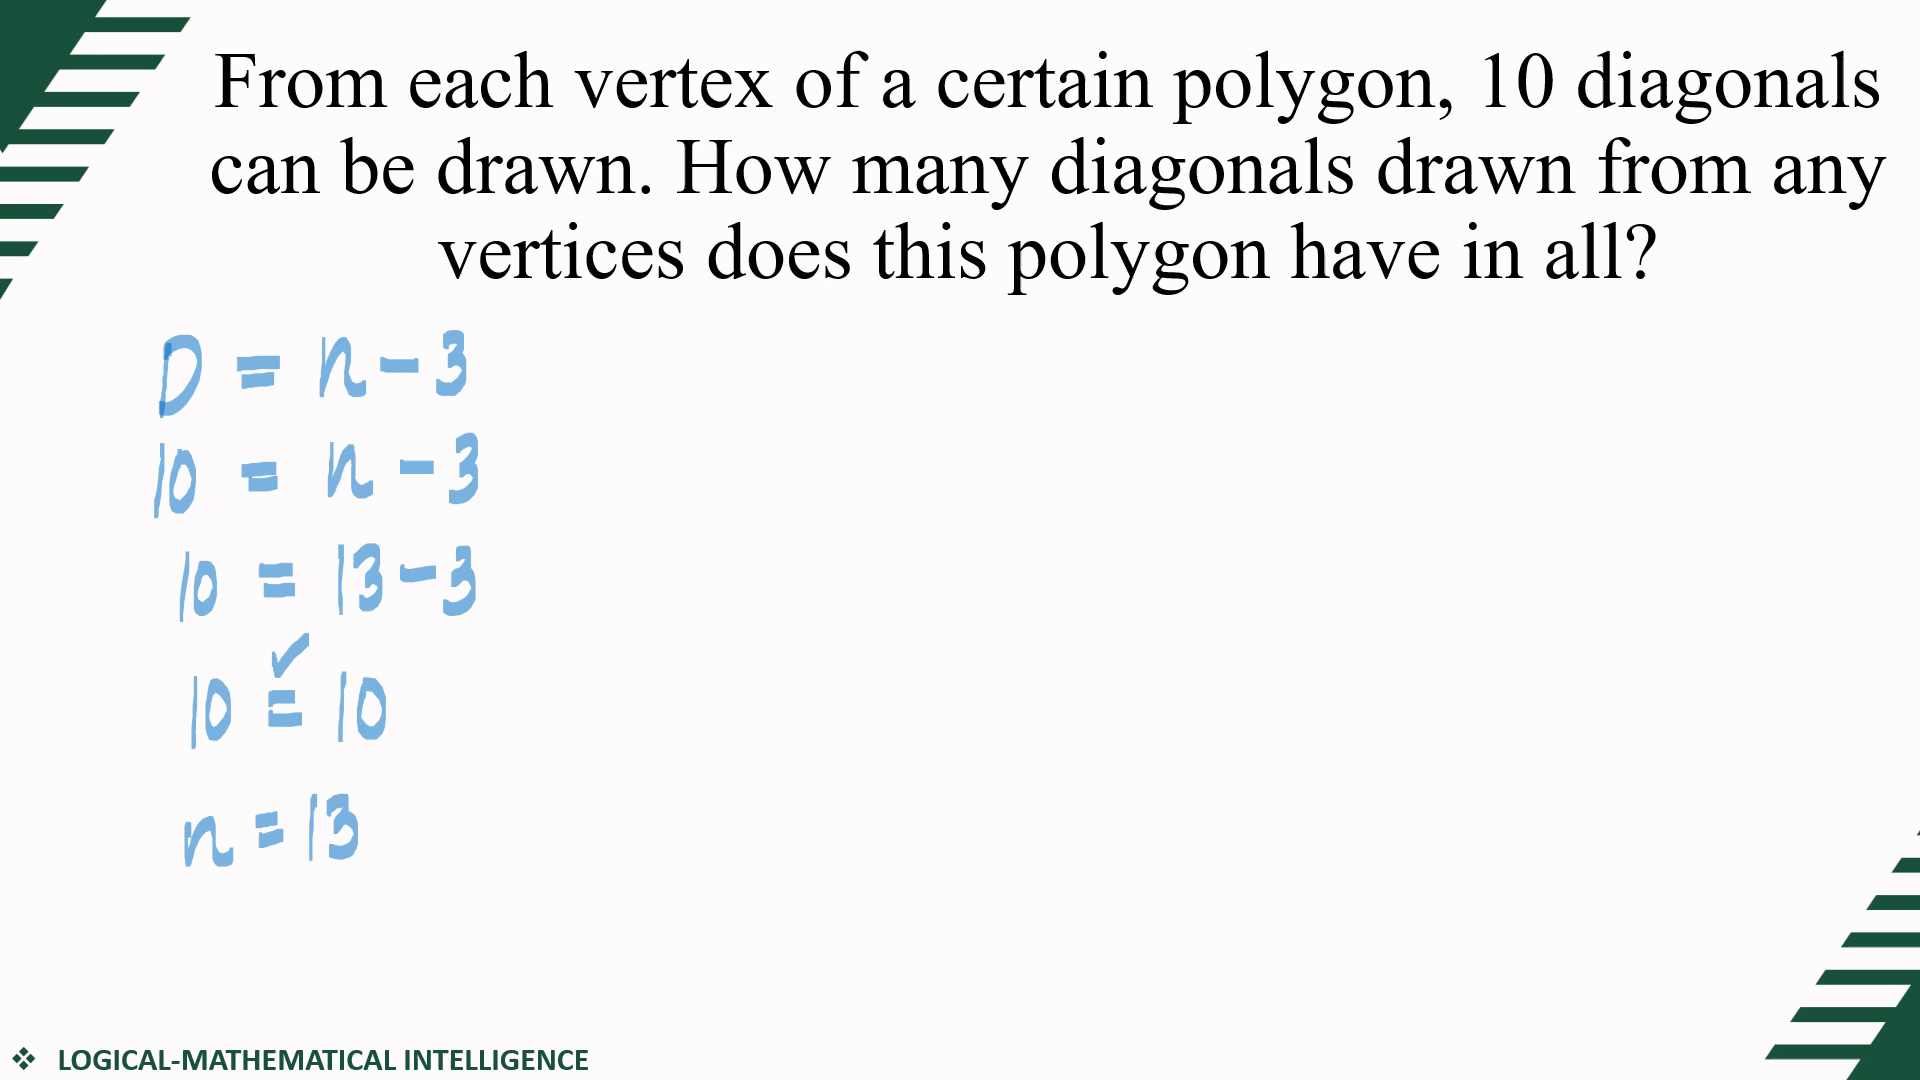 From each vertex of a certain polygon, 10 diagonals
can be drawn. How many diagonals drawn from any
vertices does this polygon have in all?
D = n - 3
10 = n - 3
10 = 13 - 3
✓
10 = 10
n = 13
❖ LOGICAL-MATHEMATICAL INTELLIGENCE